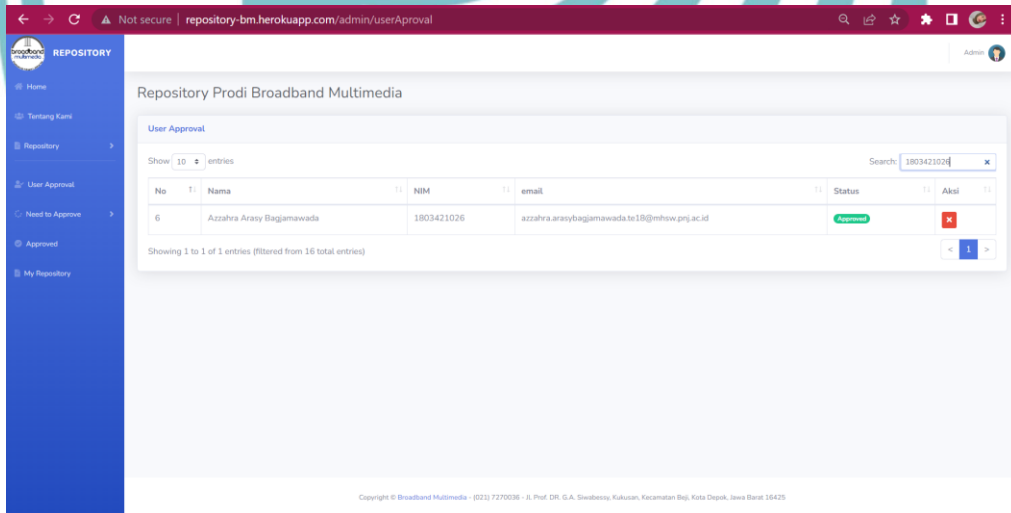 Not secure | repository-bm.herokuapp.com/admin/userAproval
broadband
multimedia
REPOSITORY
Admin
Home
Tentang Kami
Repository
User Approval
Need to Approve
Approved
My Repository
Repository Prodi Broadband Multimedia
User Approval
Show 10 entries
Search: 1803421026
No Nama NIM email Status Aksi
6 Azzahra Arasy Bagjamawada 1803421026 azzahra.arasybagjamawada.te18@mhsw.pnj.ac.id Approved
Showing 1 to 1 of 1 entries (filtered from 16 total entries)
< 1 >
Copyright © Broadband Multimedia - (021) 7270036 - Jl. Prof. DR. G.A. Siwabessy, Kukusan, Kecamatan Beji, Kota Depok, Jawa Barat 16425